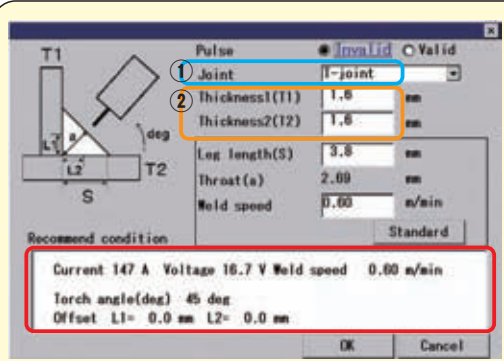 Pulse Invalid Valid
① Joint T-joint
② Thickness1(T1) 1.6 mm
Thickness2(T2) 1.6 mm
Leg length(S) 3.8 mm
Throat(a) 2.69 mm
Weld speed 0.60 m/min
Standard
T1
a
deg
L1
L2
T2
S
Recommend condition
Current 147 A Voltage 16.7 V Weld speed 0.60 m/min
Torch angle(deg) 45 deg
Offset L1= 0.0 mm L2= 0.0 mm
OK Cancel